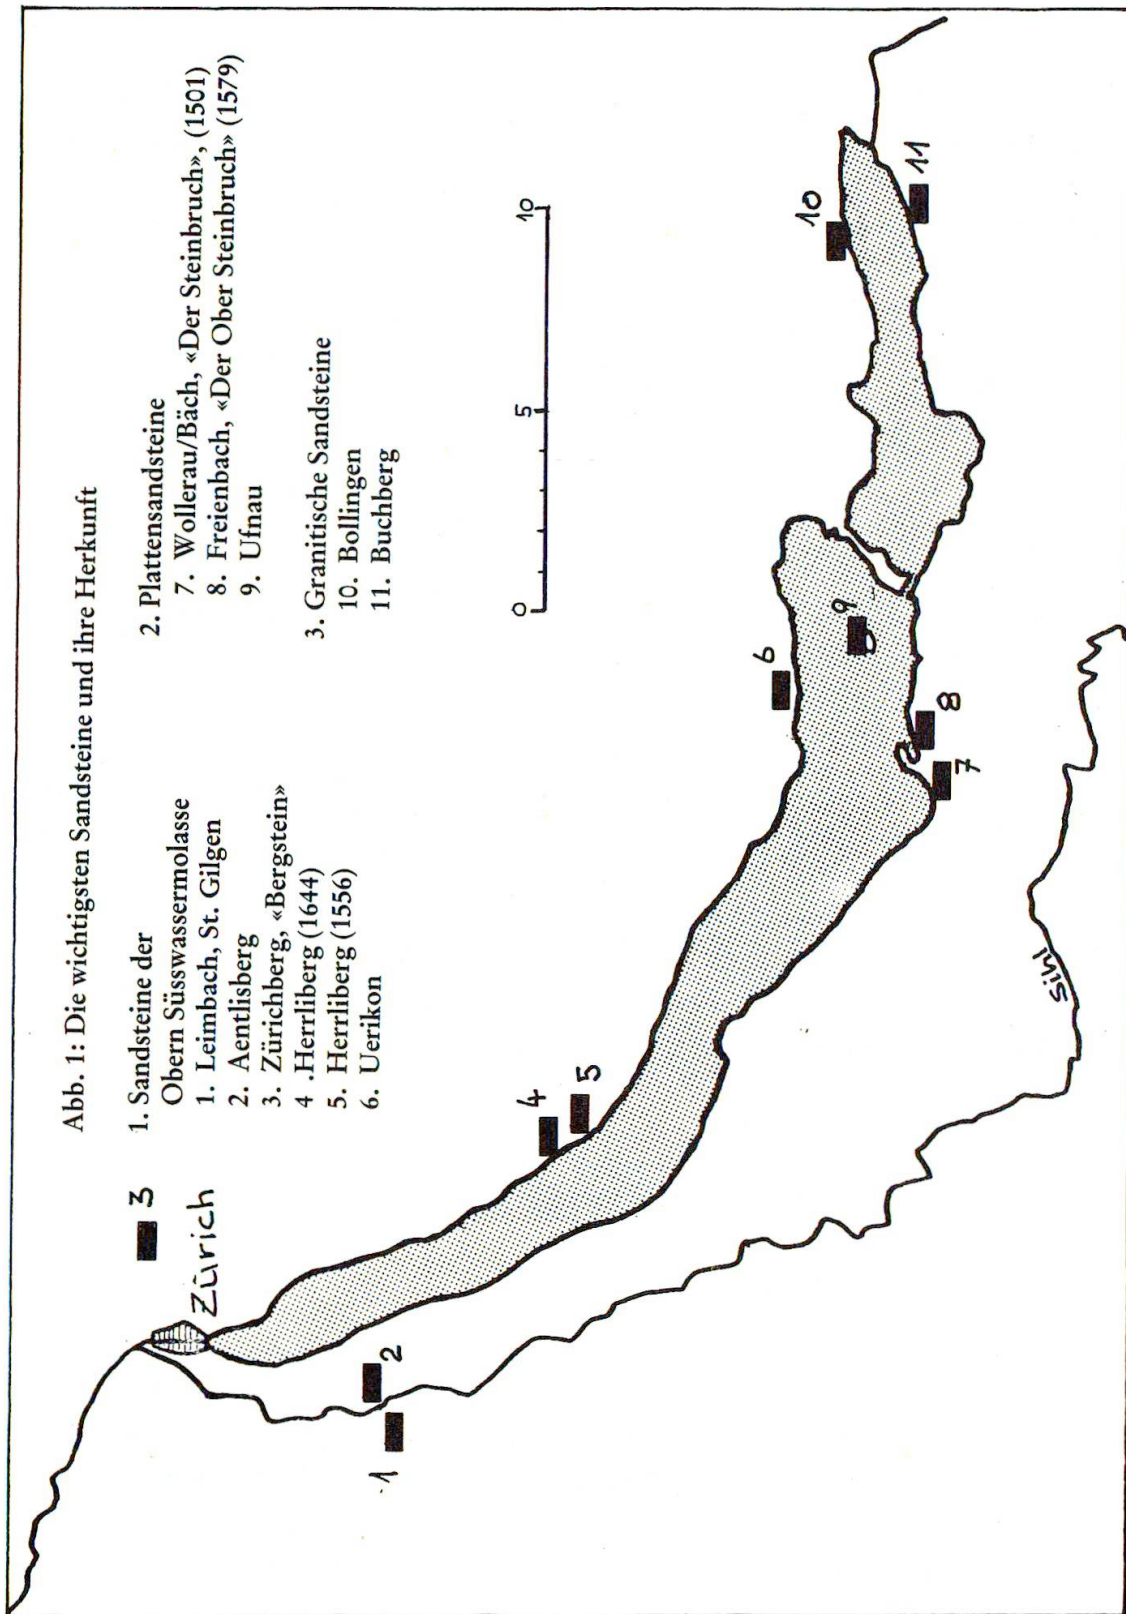 Abb. 1: Die wichtigsten Sandsteine und ihre Herkunft
1. Sandsteine der
Obern Süsswassermolasse
1. Leimbach, St. Gilgen
2. Aentlisberg
3. Zürichberg, «Bergstein»
4 .Herrliberg (1644)
5. Herrliberg (1556)
6. Uerikon
2. Plattensandsteine
7. Wollerau/Bäch, «Der Steinbruch», (1501)
8. Freienbach, «Der Ober Steinbruch» (1579)
9. Ufnau
3. Granitische Sandsteine
10. Bollingen
11. Buchberg
0 5 10
3
Zürich
2
1
4
5
6
9
8
7
10
11
Sihl